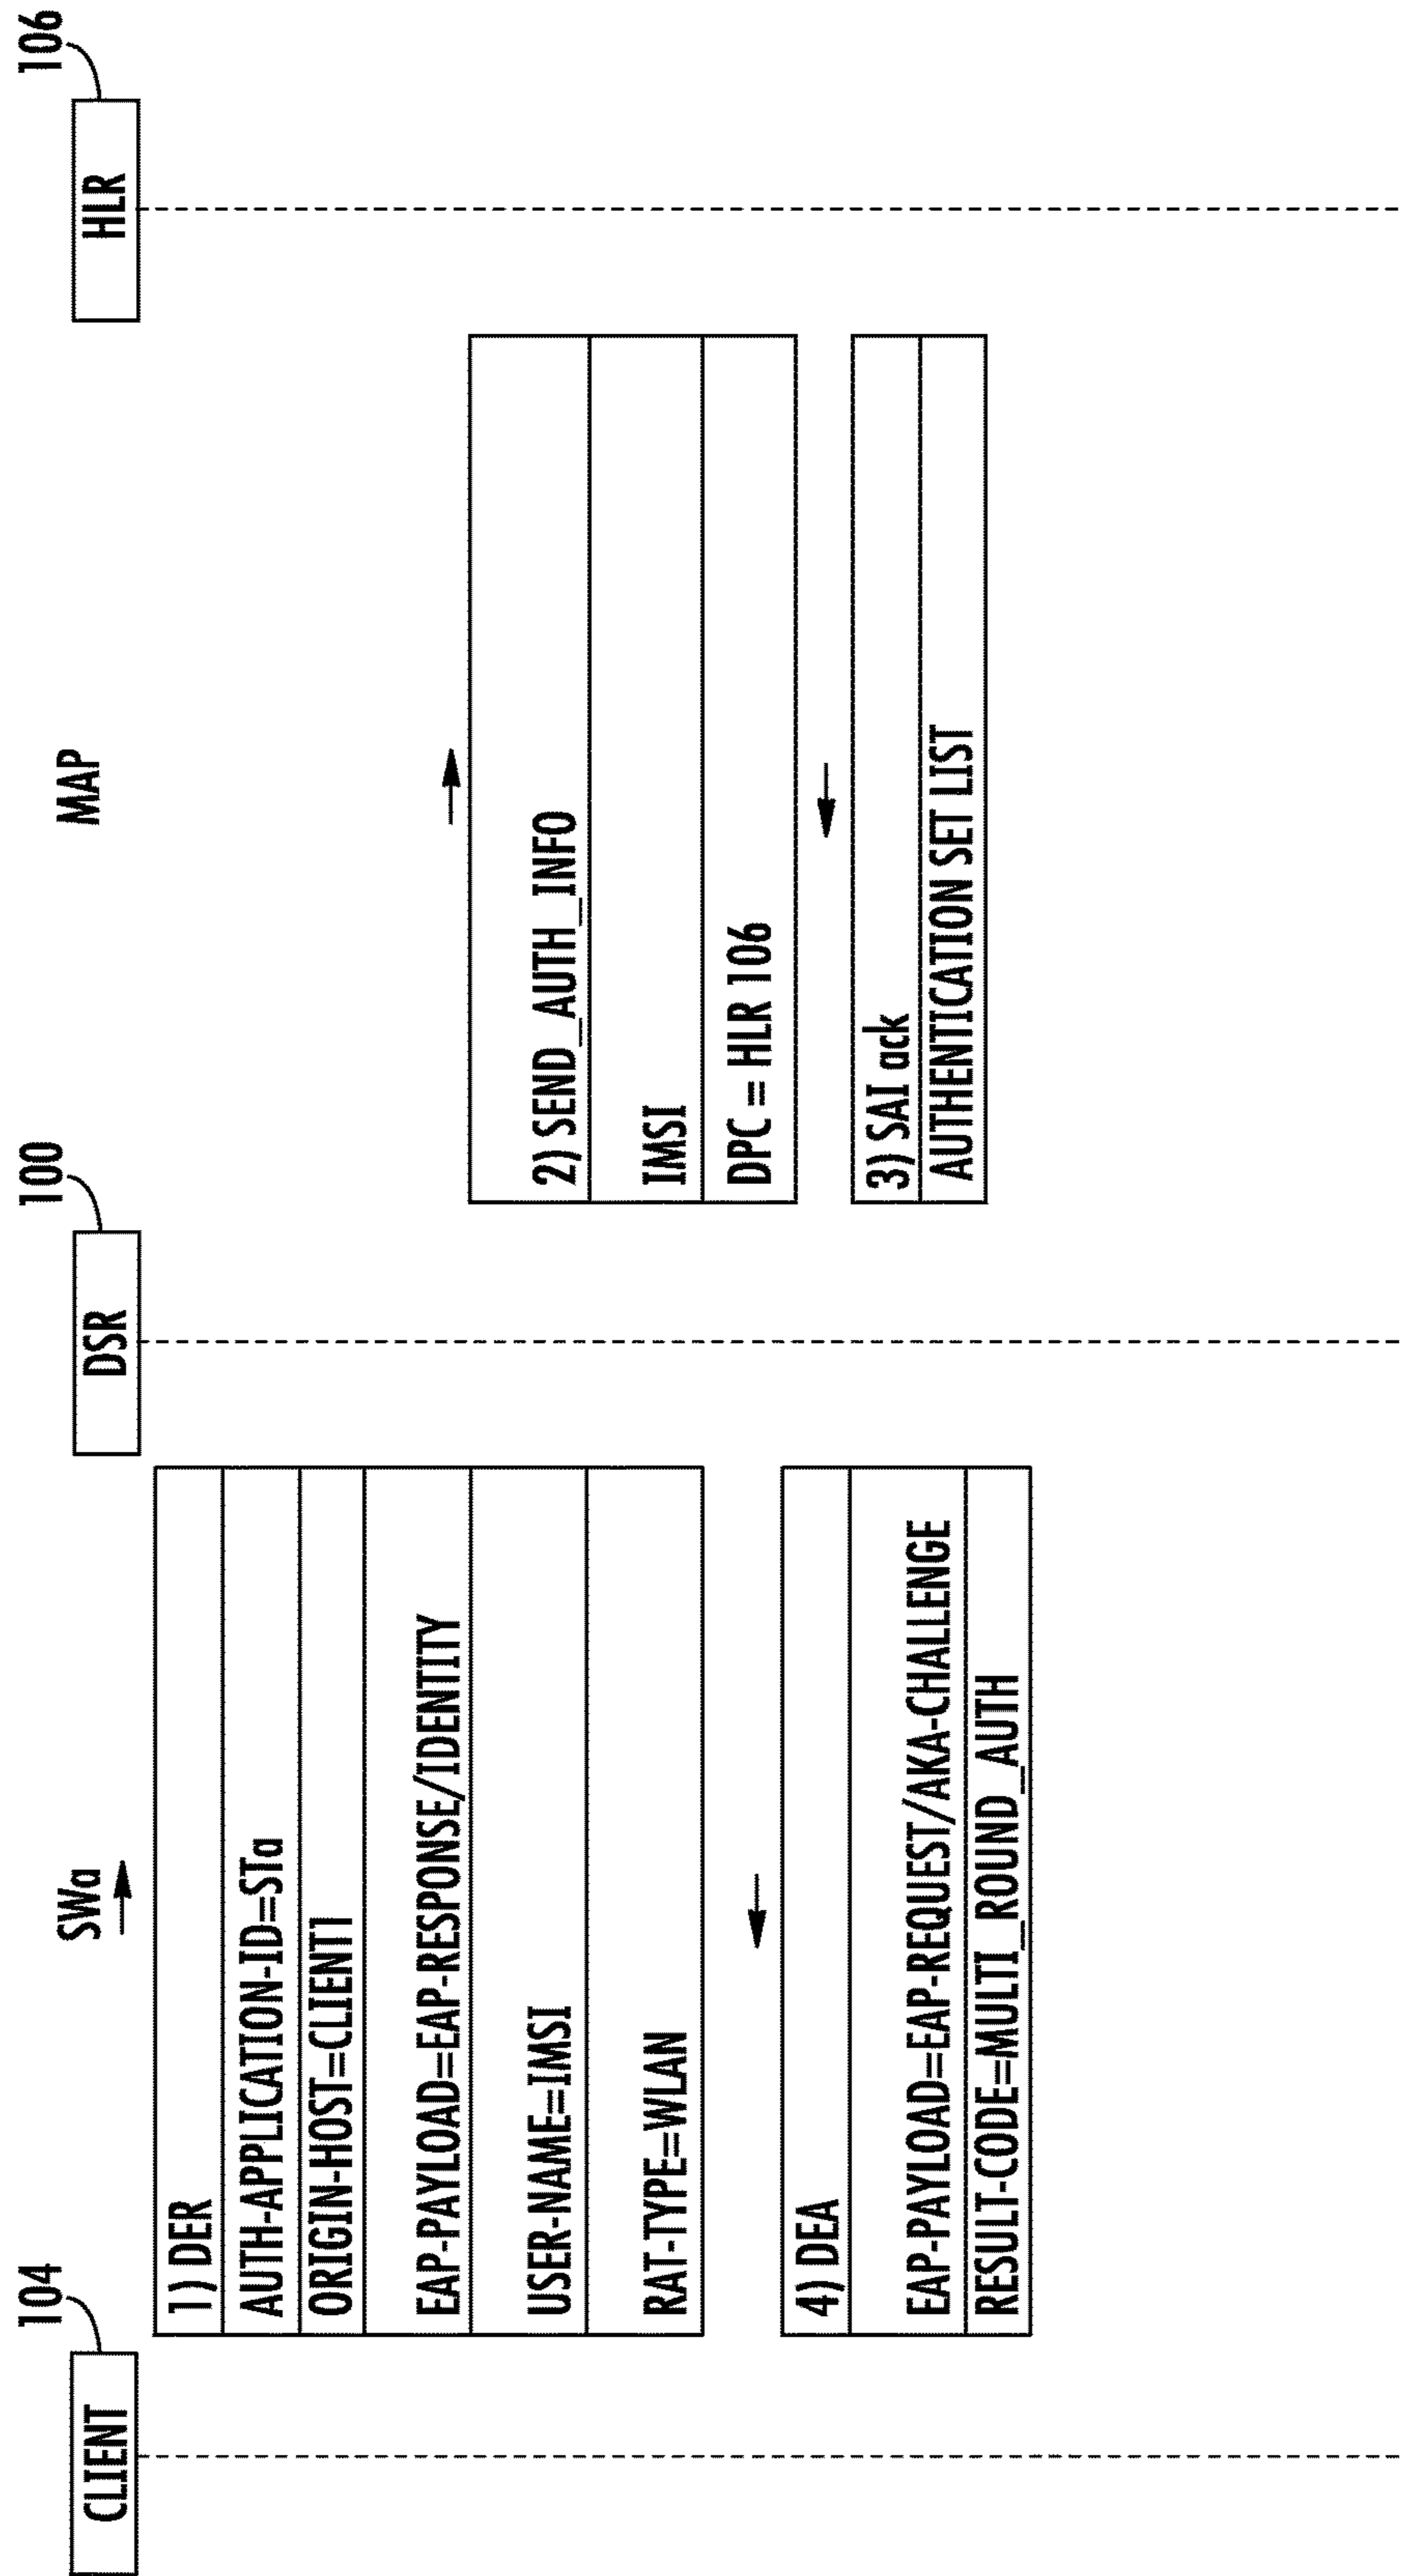 104
CLIENT
SWa
100
DSR
MAP
106
HLR
1) DER
AUTH-APPLICATION-ID=STa
ORIGIN-HOST=CLIENT1
EAP-PAYLOAD=EAP-RESPONSE/IDENTITY
USER-NAME=IMSI
RAT-TYPE=WLAN
2) SEND_AUTH_INFO
IMSI
DPC = HLR 106
3) SAI ack
AUTHENTICATION SET LIST
4) DEA
EAP-PAYLOAD=EAP-REQUEST/AKA-CHALLENGE
RESULT-CODE=MULTI_ROUND_AUTH